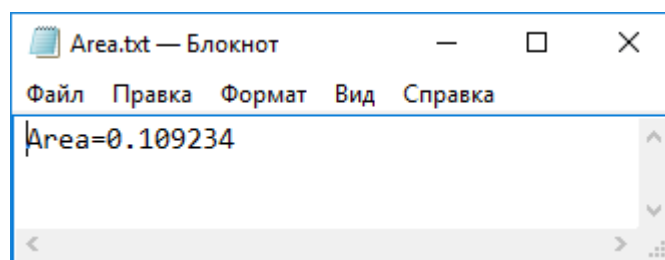 Area.txt — Блокнот
Файл Правка Формат Вид Справка
Area=0.109234